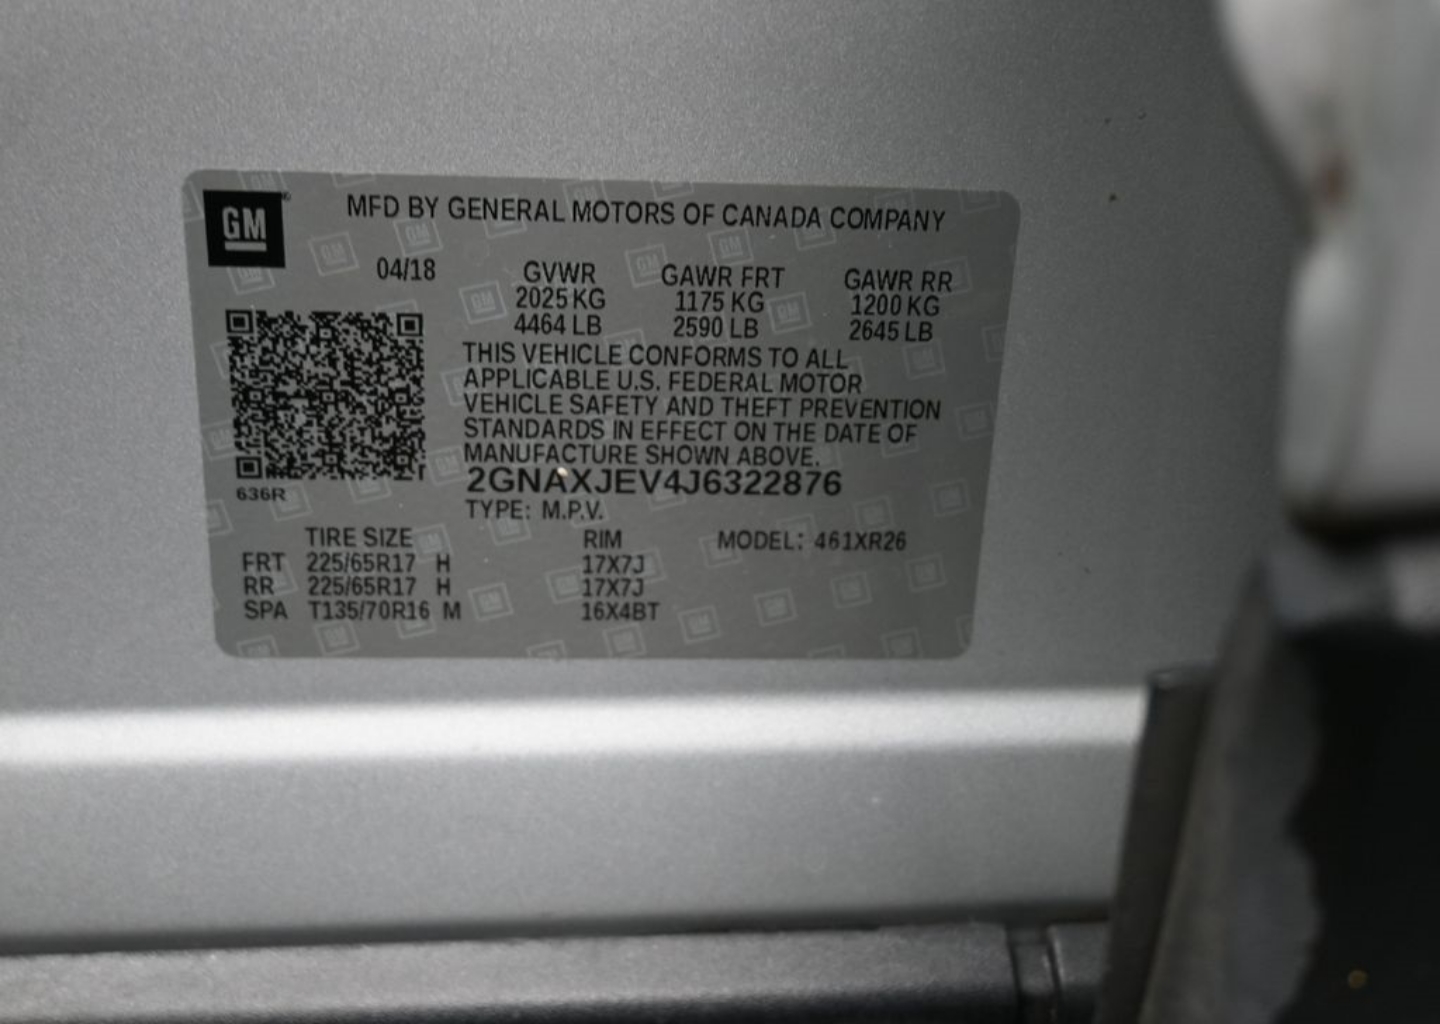 GM MFD BY GENERAL MOTORS OF CANADA COMPANY
04/18 GVWR GAWR FRT GAWR RR
2025 KG 1175 KG 1200 KG
4464 LB 2590 LB 2645 LB
THIS VEHICLE CONFORMS TO ALL
APPLICABLE U.S. FEDERAL MOTOR
VEHICLE SAFETY AND THEFT PREVENTION
STANDARDS IN EFFECT ON THE DATE OF
MANUFACTURE SHOWN ABOVE.
2GNAXJEV4J6322876
636R
TYPE: M.P.V.
TIRE SIZE RIM MODEL: 461XR26
FRT 225/65R17 H 17X7J
RR 225/65R17 H 17X7J
SPA T135/70R16 M 16X4BT